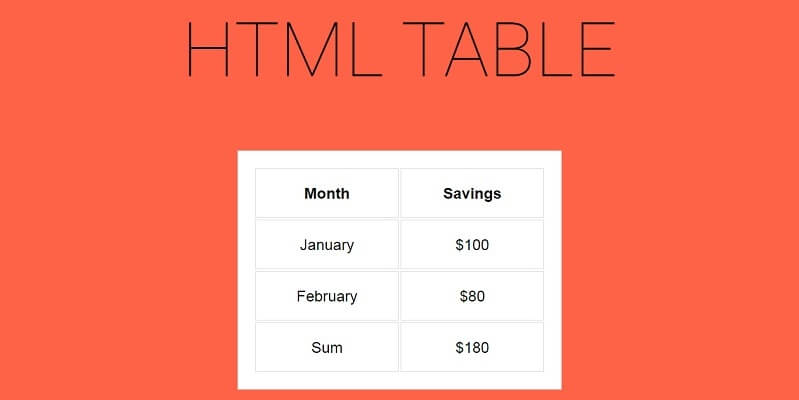 HTML TABLE
Month Savings
January $100
February $80
Sum $180